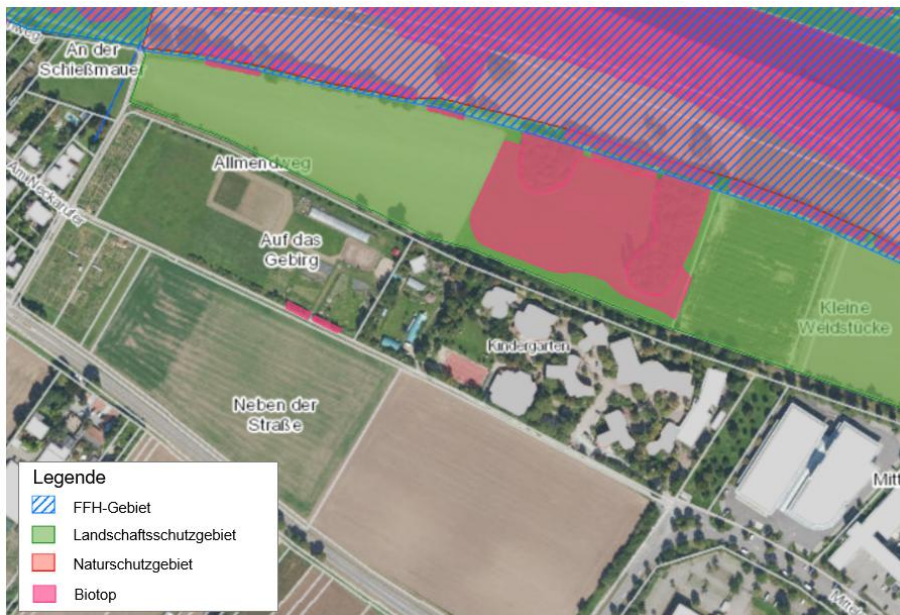 An der
Schießmauer
Allmendweg
Am Neckarufer
Auf das
Gebirg
Kleine
Weidstücke
Kindergarten
Neben der
Straße
Legende
FFH-Gebiet
Landschaftsschutzgebiet
Naturschutzgebiet
Biotop